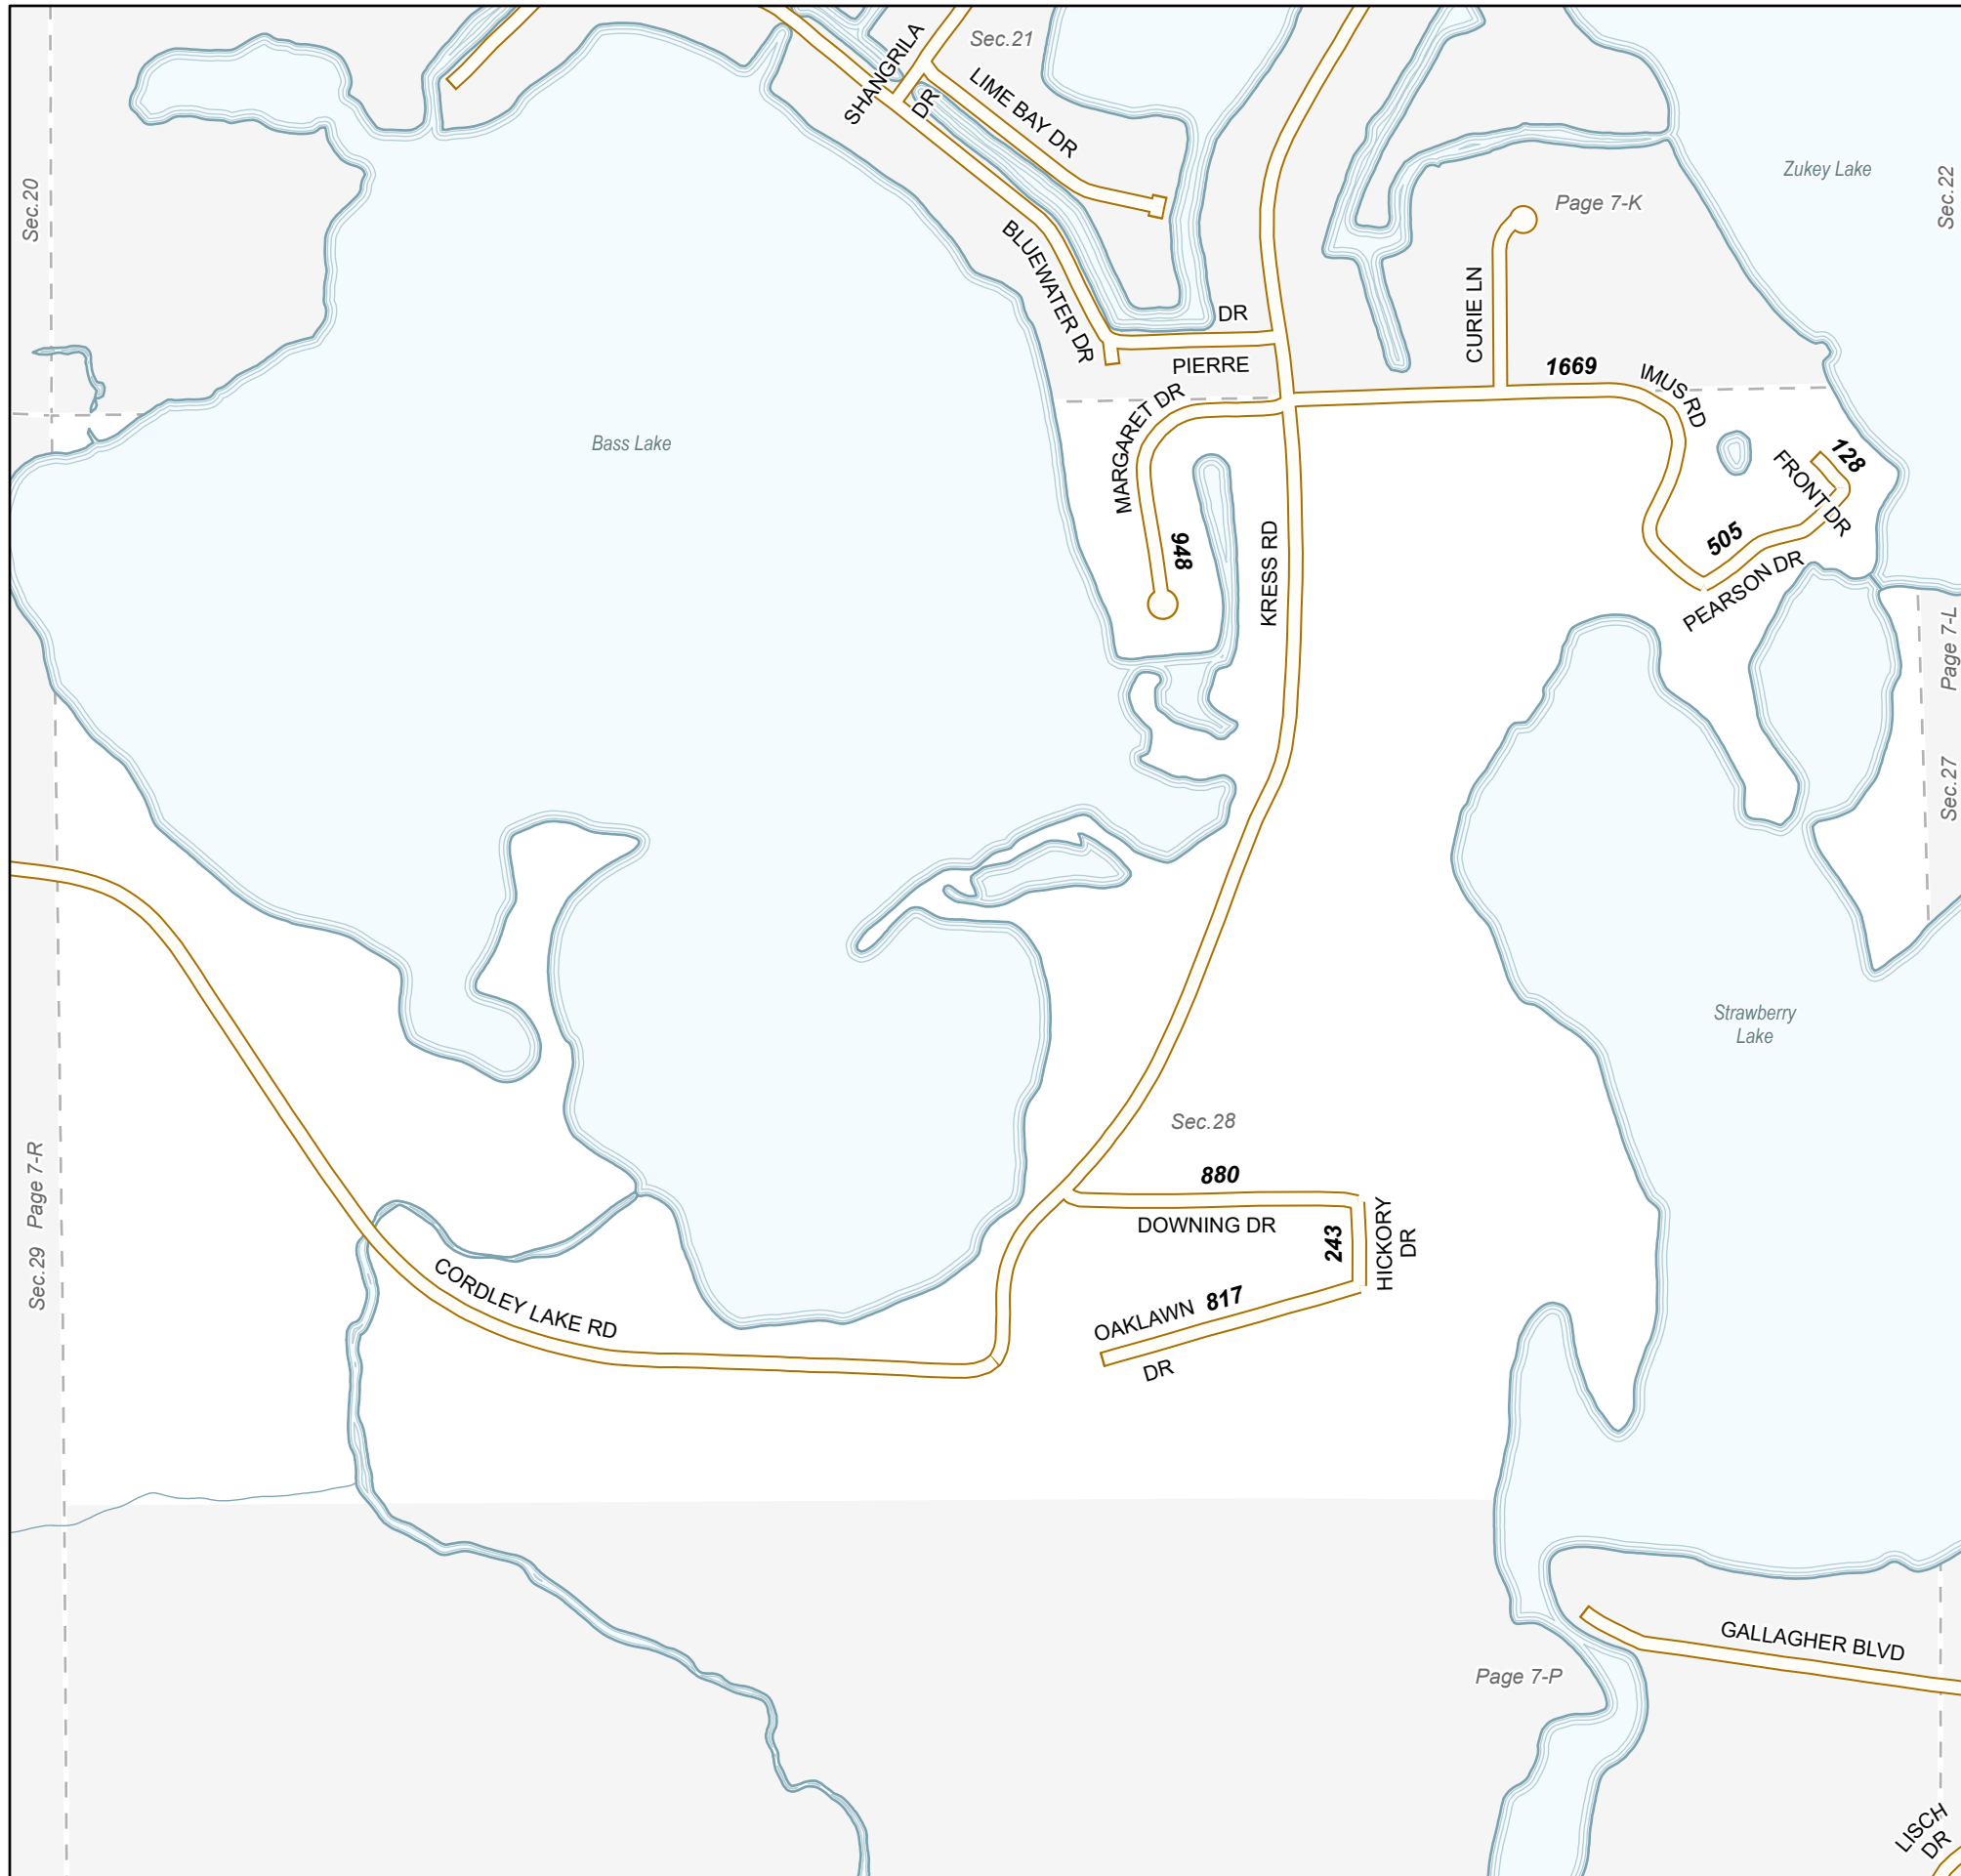 Sec.21
SHANGRILA
DR
LIME BAY DR
Zukey Lake
Sec.20
Sec.22
Page 7-K
BLUEWATER DR
DR
PIERRE
CURIE LN
1669
IMUS RD
MARGARET DR
Bass Lake
128
FRONT DR
948
KRESS RD
505
PEARSON DR
Page 7-L
Sec.27
Strawberry
Lake
Sec.28
Page 7-R
Sec.29
880
DOWNING DR
243
HICKORY
DR
OAKLAWN 817
DR
CORDLEY LAKE RD
GALLAGHER BLVD
Page 7-P
LISCH
DR